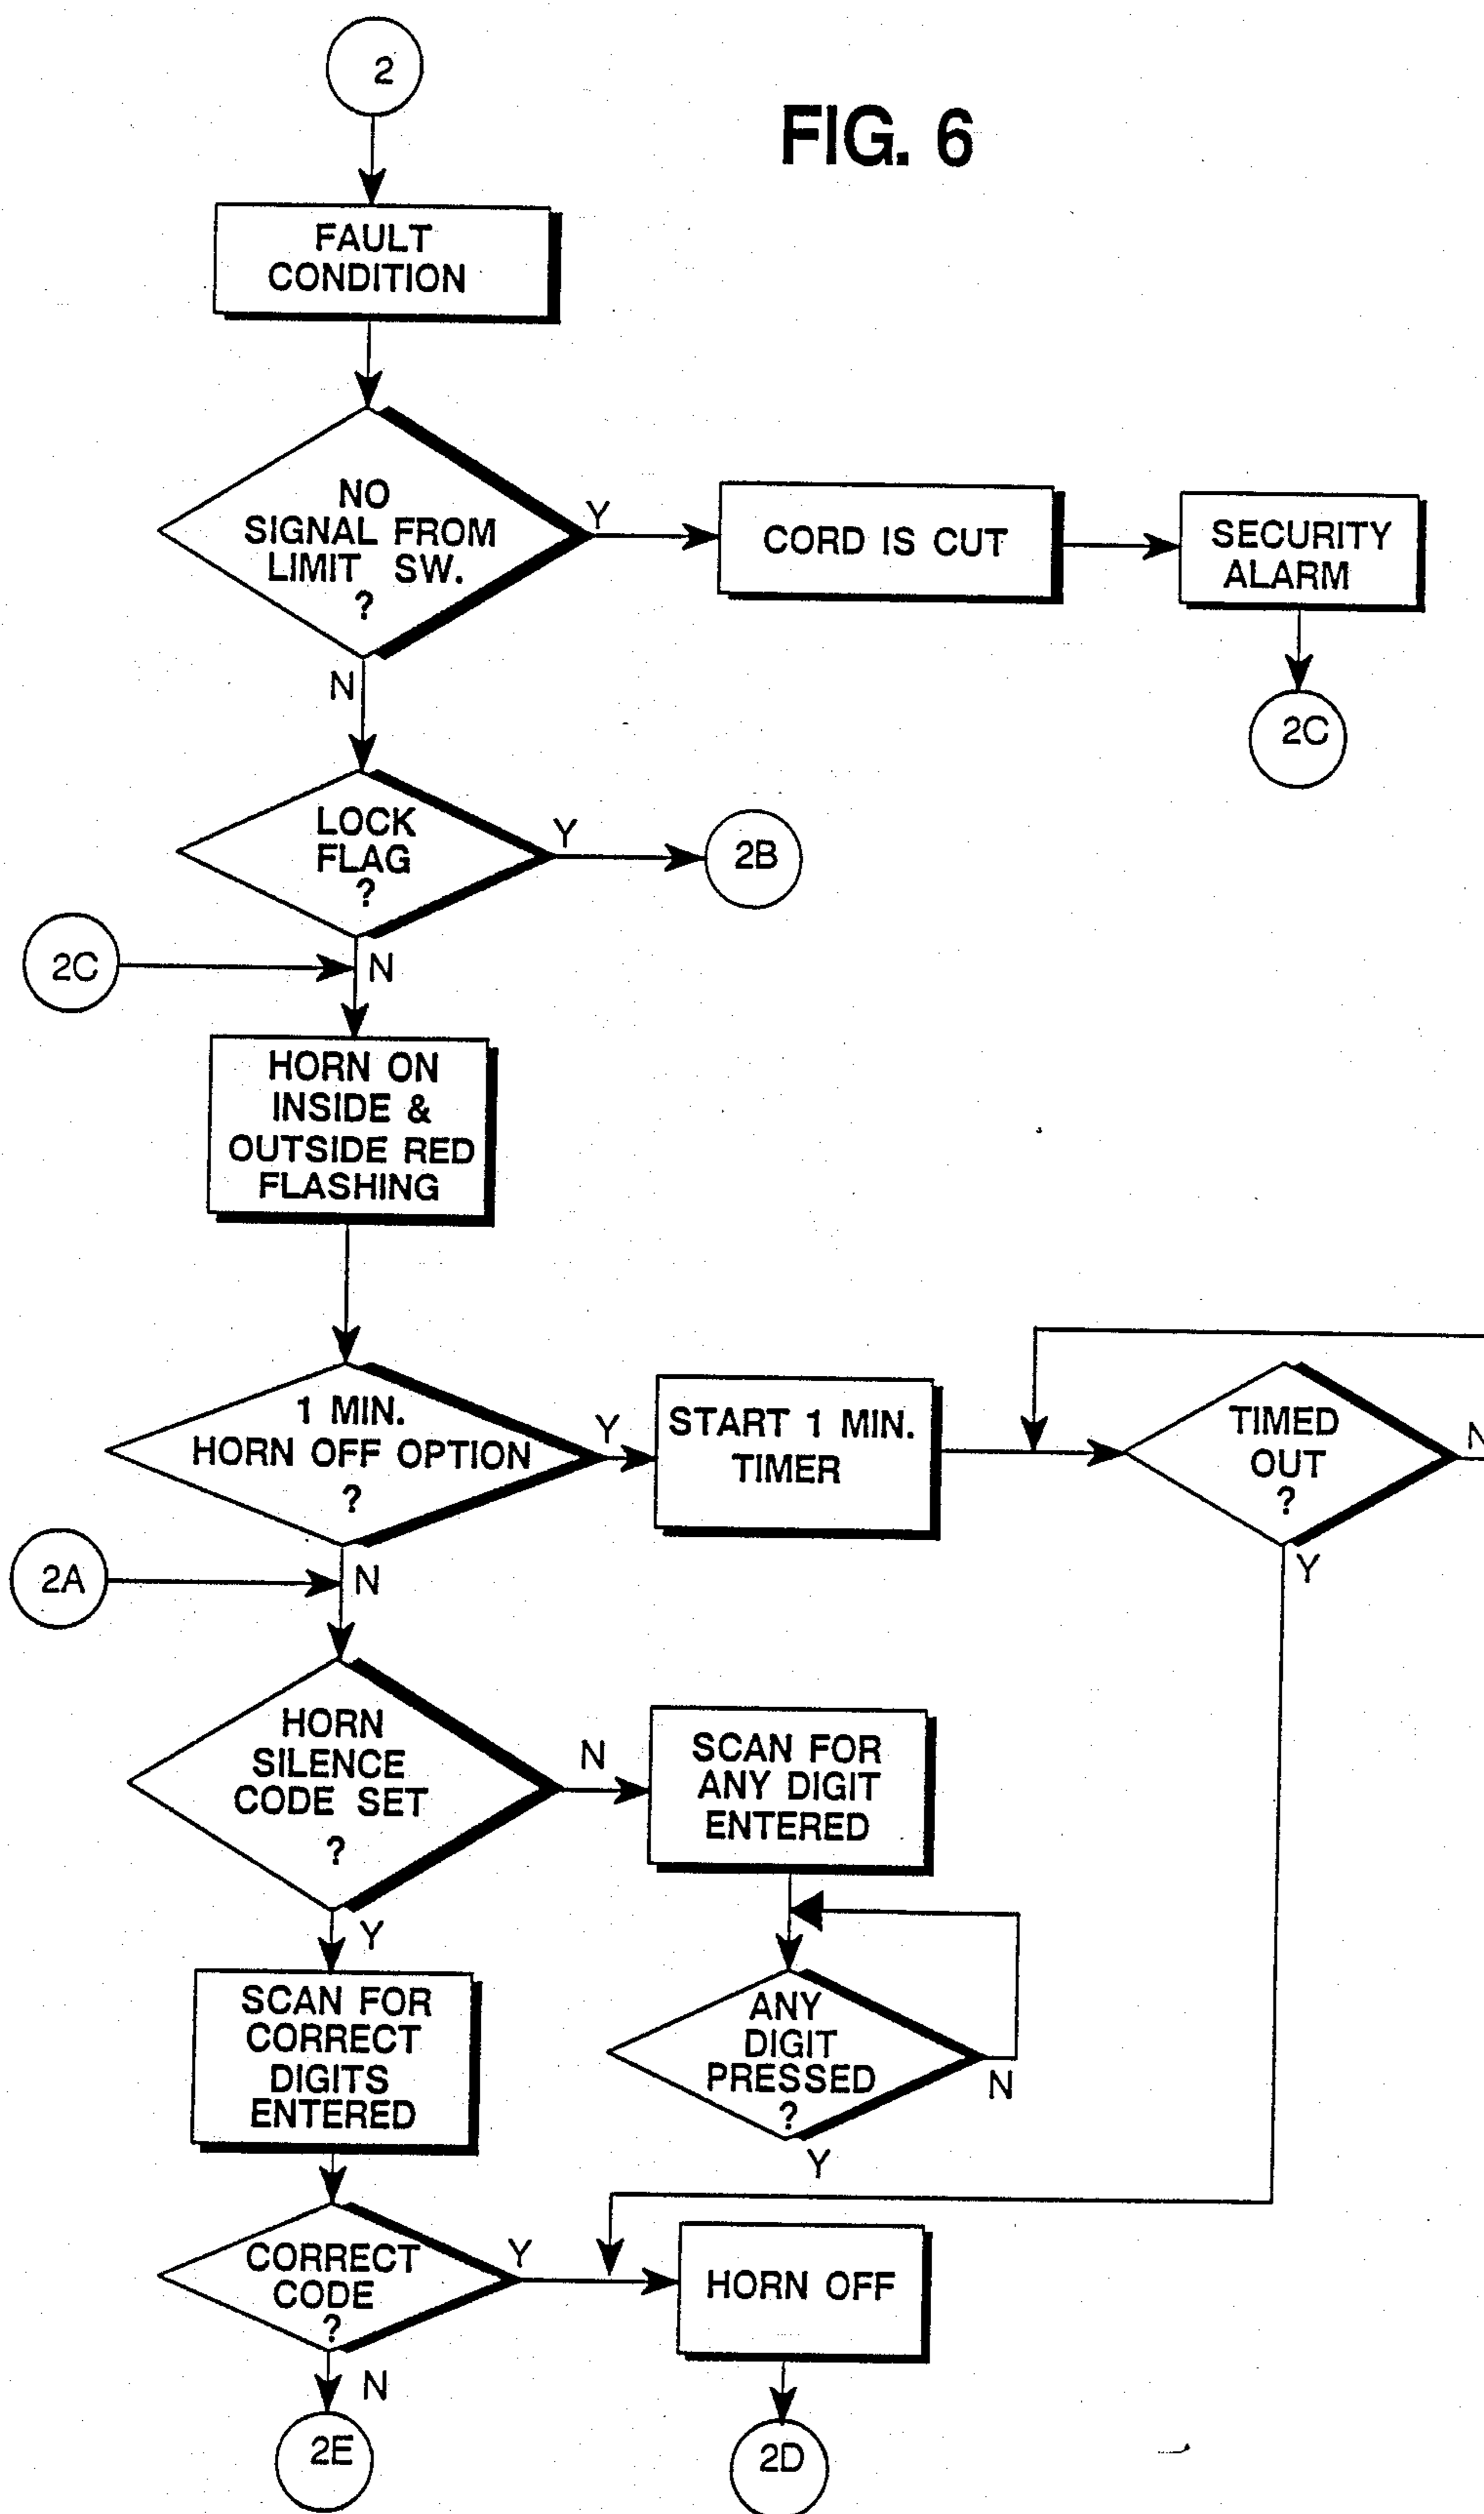 2
FIG. 6
FAULT
CONDITION
NO
SIGNAL FROM
LIMIT SW.
?
Y
CORD IS CUT
SECURITY
ALARM
N
2C
LOCK
FLAG
?
Y
2B
2C
N
HORN ON
INSIDE &
OUTSIDE RED
FLASHING
1 MIN.
HORN OFF OPTION
?
Y
START 1 MIN.
TIMER
TIMED
OUT
?
N
Y
2A
N
HORN
SILENCE
CODE SET
?
N
SCAN FOR
ANY DIGIT
ENTERED
Y
SCAN FOR
CORRECT
DIGITS
ENTERED
ANY
DIGIT
PRESSED
?
N
Y
CORRECT
CODE
?
Y
HORN OFF
N
2E
2D